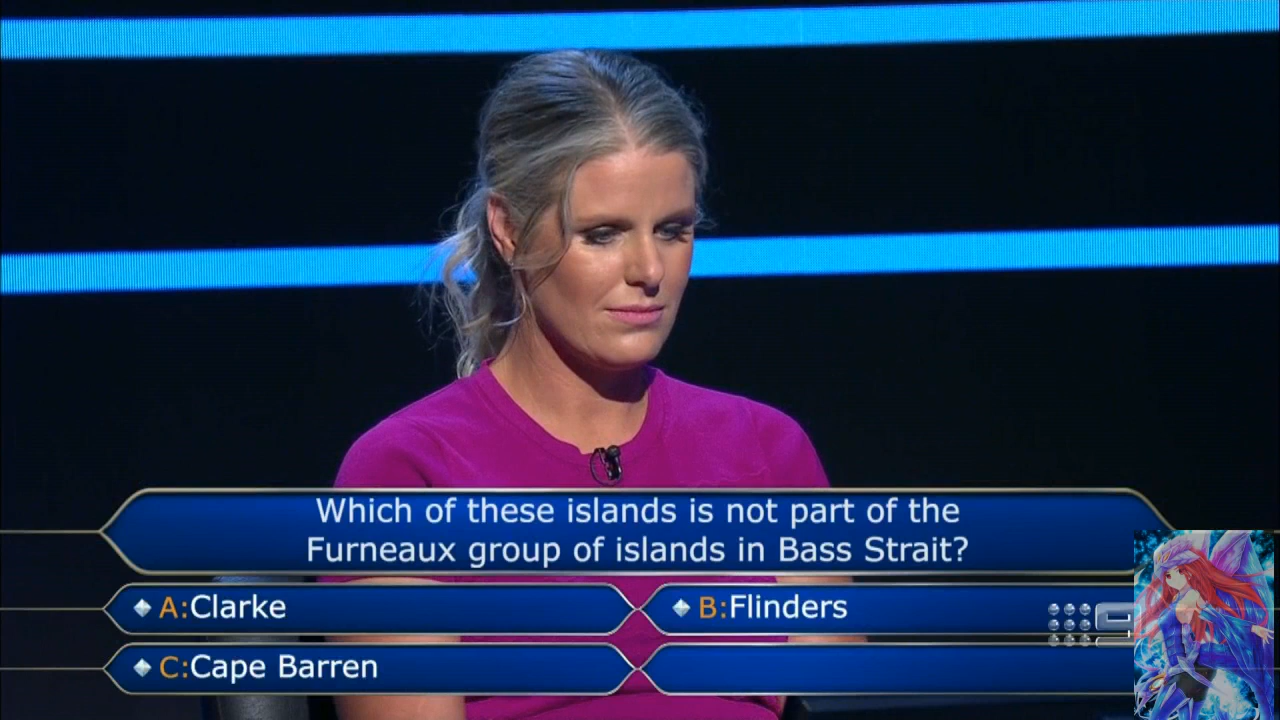 Which of these islands is not part of the
Furneaux group of islands in Bass Strait?
A:Clarke
B:Flinders
C:Cape Barren
9